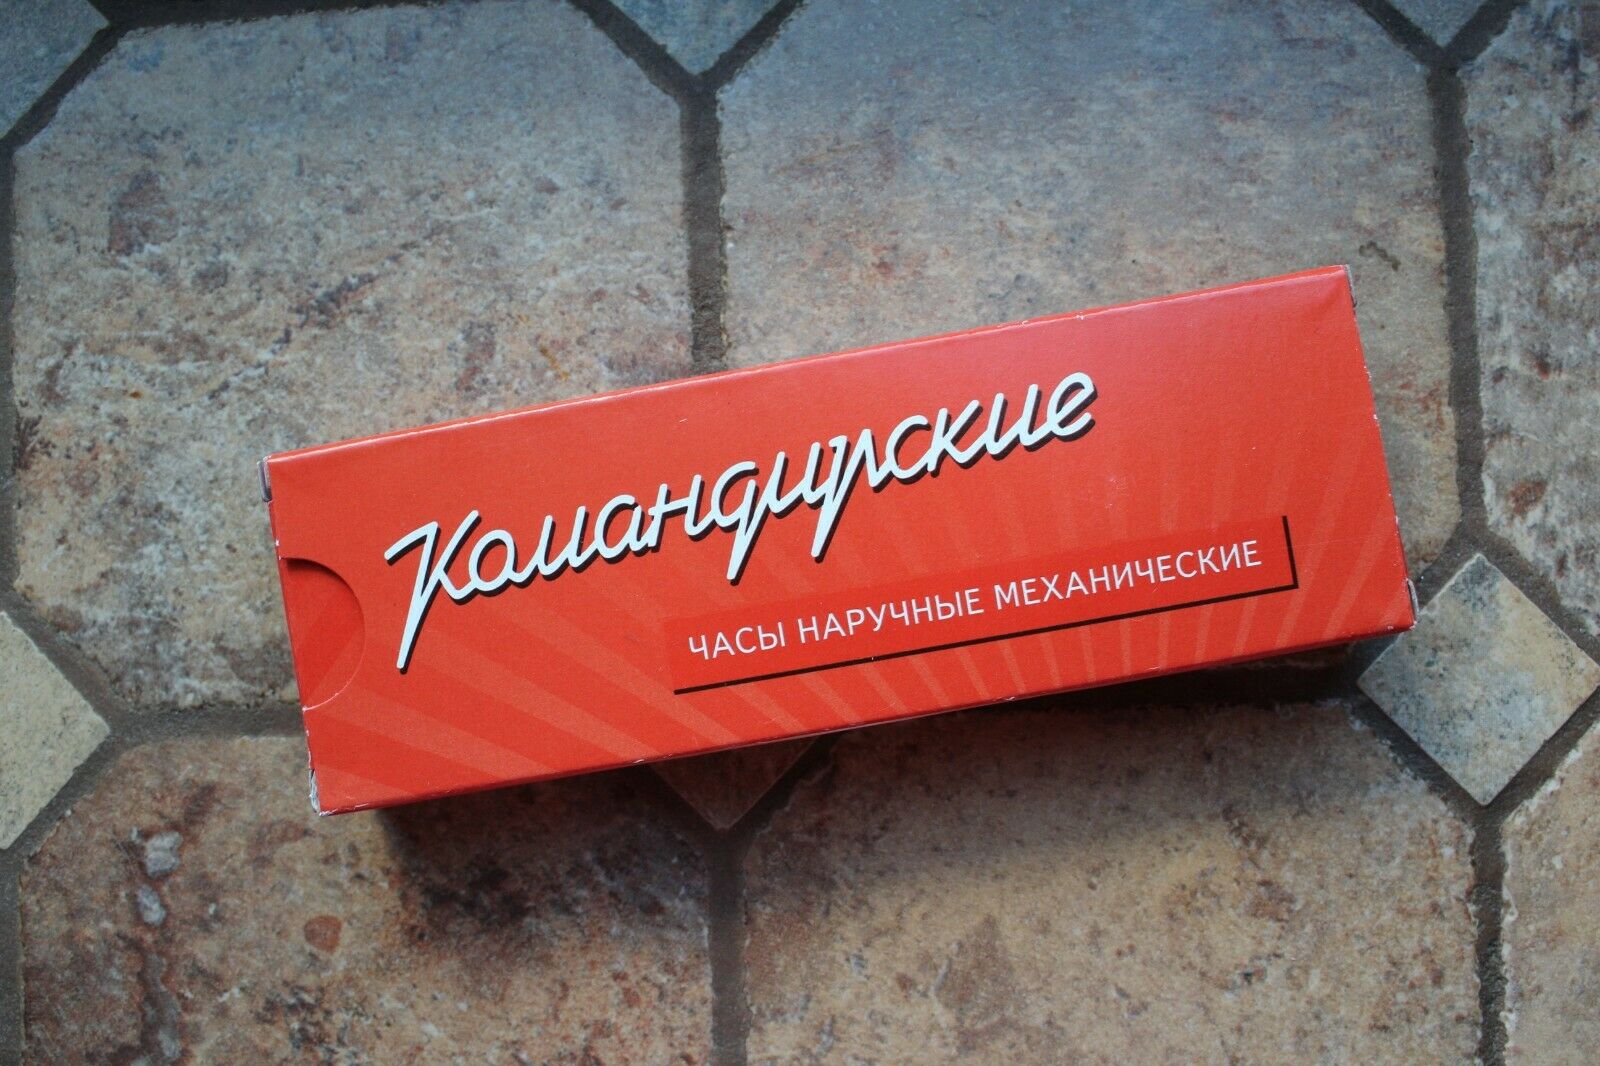 Командирские
ЧАСЫ НАРУЧНЫЕ МЕХАНИЧЕСКИЕ